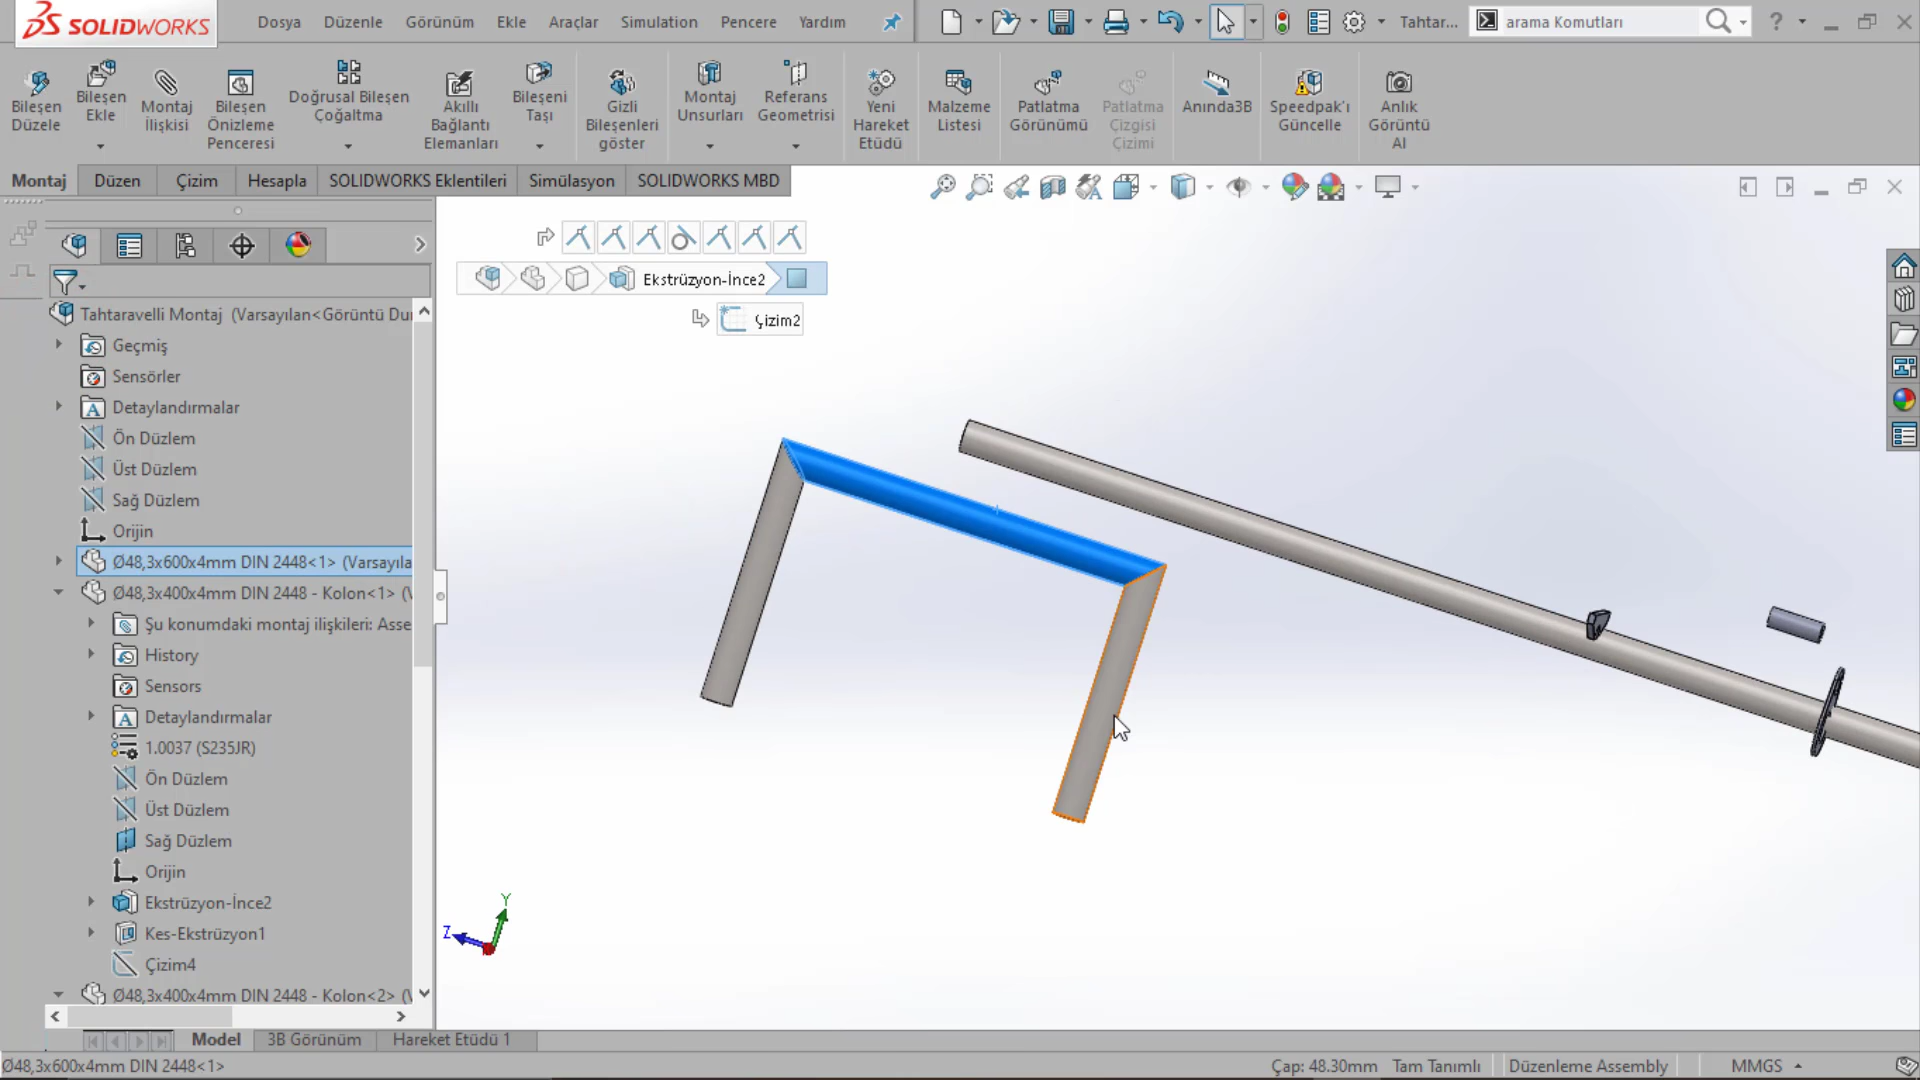 SOLIDWORKS
Dosya Düzenle Görünüm Ekle Araçlar Simulation Pencere Yardım
Tahtar...
arama Komutları
Bileşen Düzele
Bileşen Ekle
Montaj İlişkisi
Bileşen Önizleme Penceresi
Doğrusal Bileşen Çoğaltma
Akıllı Bağlantı Elemanları
Bileşeni Taşı
Gizli Bileşenleri göster
Montaj Unsurları
Referans Geometrisi
Yeni Hareket Etüdü
Malzeme Listesi
Patlatma Görünümü
Patlatma Çizgisi Çizimi
Anında3B
Speedpak'ı Güncelle
Anlık Görüntü Al
Montaj Düzen Çizim Hesapla SOLIDWORKS Eklentileri Simülasyon SOLIDWORKS MBD
Ekstrüzyon-İnce2
Çizim2
Tahtaravelli Montaj (Varsayılan<Görüntü Du
Geçmiş
Sensörler
Detaylandırmalar
Ön Düzlem
Üst Düzlem
Sağ Düzlem
Orijin
Ø48,3x600x4mm DIN 2448<1> (Varsayıla
Ø48,3x400x4mm DIN 2448 - Kolon<1> (V
Şu konumdaki montaj ilişkileri: Asse
History
Sensors
Detaylandırmalar
1.0037 (S235JR)
Ön Düzlem
Üst Düzlem
Sağ Düzlem
Orijin
Ekstrüzyon-İnce2
Kes-Ekstrüzyon1
Çizim4
Ø48,3x400x4mm DIN 2448 - Kolon<2> (V
Y
Z
Model 3B Görünüm Hareket Etüdü 1
Ø48,3x600x4mm DIN 2448<1>
Çap: 48.30mm Tam Tanımlı Düzenleme Assembly MMGS